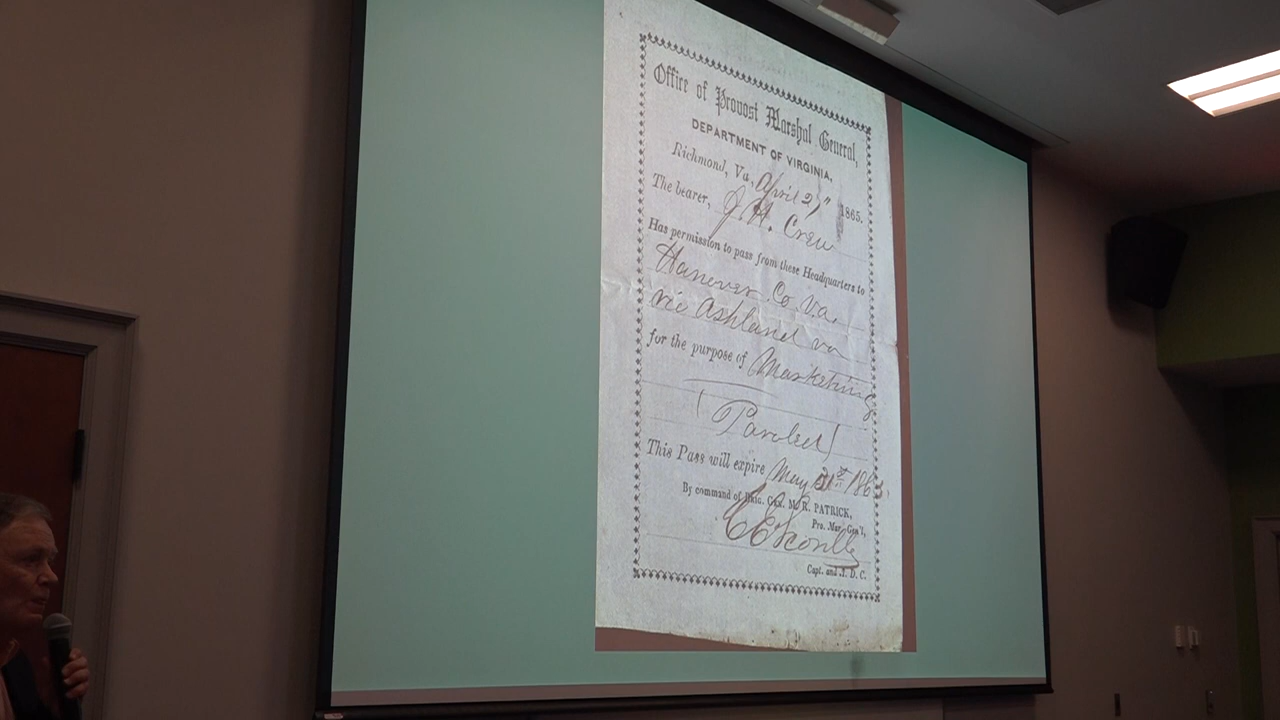 Office of Provost Marshal General,
DEPARTMENT OF VIRGINIA,
Richmond, Va. April 27" 1865.
The bearer, J. H. Crew
Has permission to pass from these Headquarters to
Hanover Co. Va.
vic Ashland va
for the purpose of Marketing
(Paroled)
This Pass will expire May 31st 1865
By command of Brig. Gen. M. R. PATRICK,
Pro. Mar. Gen'l,
Capt. and A. D. C.